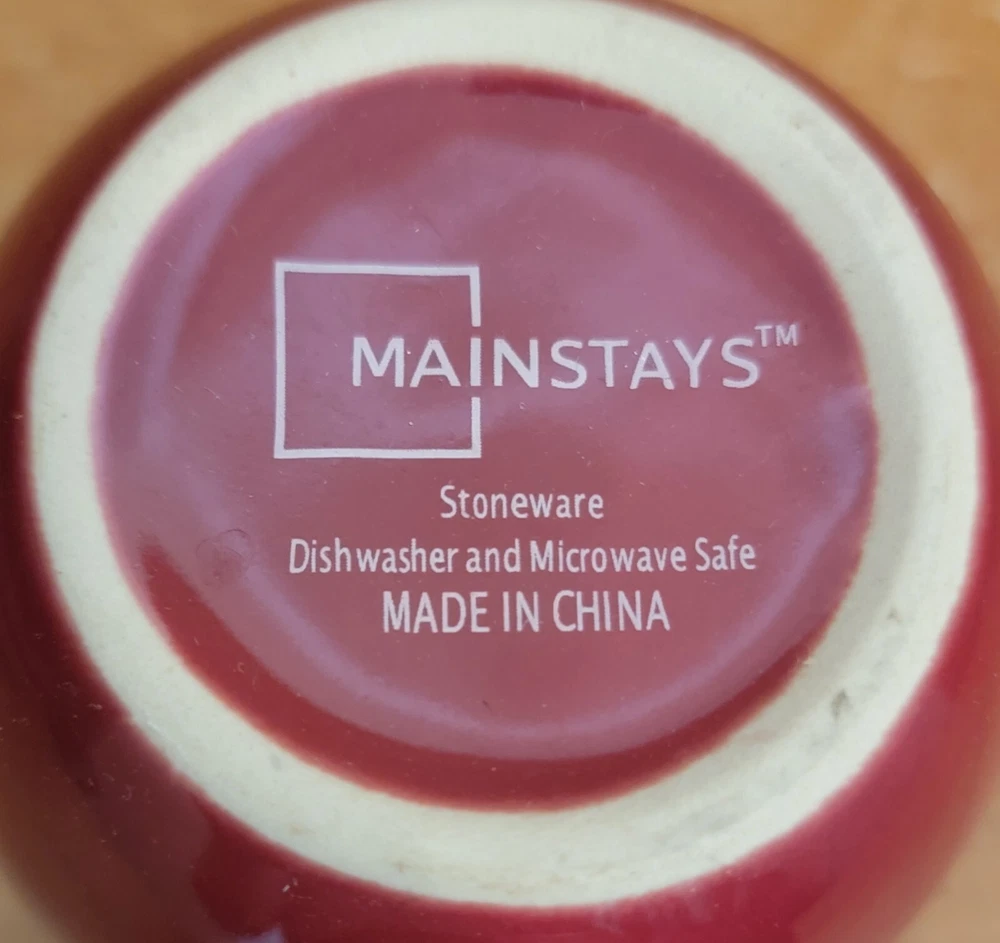 MAINSTAYS™
Stoneware
Dishwasher and Microwave Safe
MADE IN CHINA